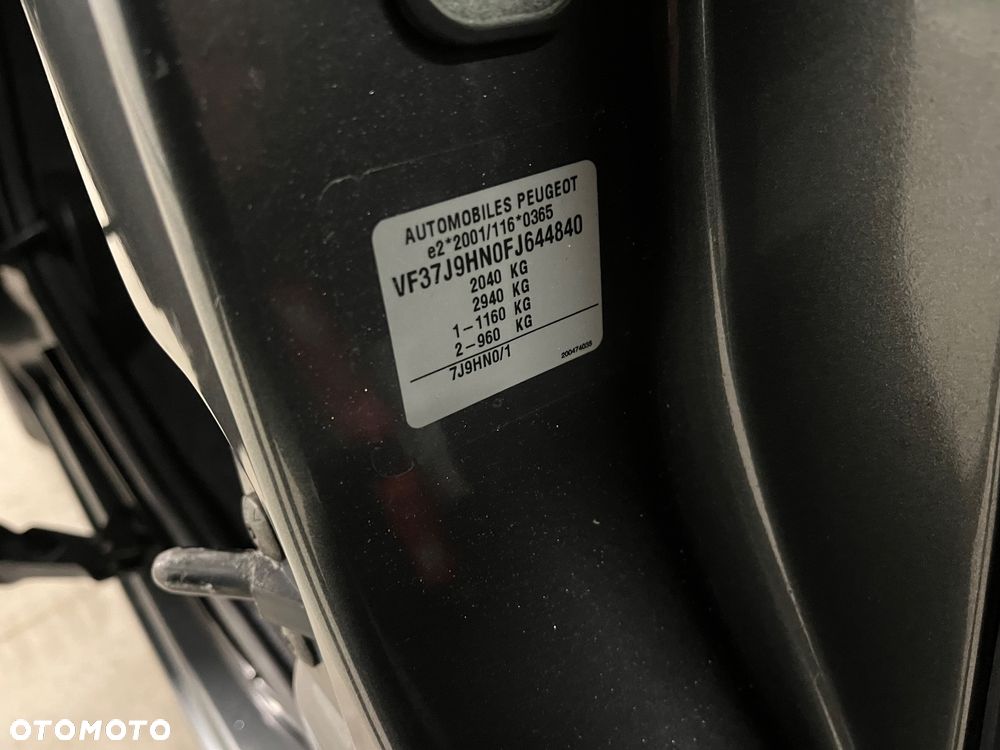 AUTOMOBILES PEUGEOT
e2*2001/116*0365
VF37J9HN0FJ644840
2040 KG
2940 KG
1-1160 KG
2-960 KG
7J9HN0/1
200474035
OTOMOTO